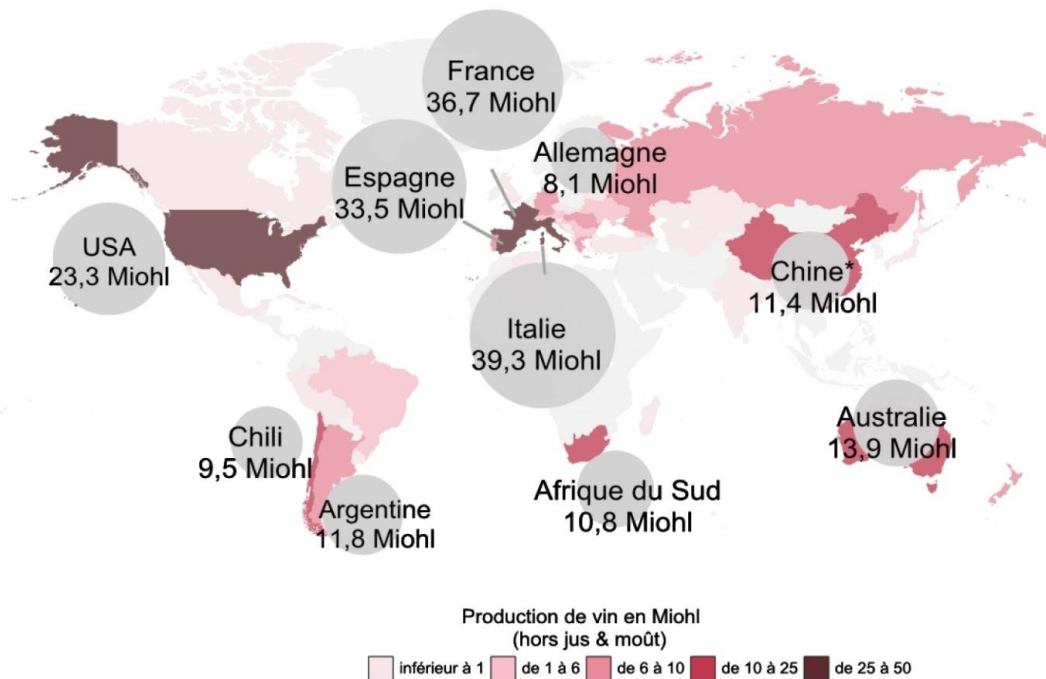 France
36,7 Miohl
Allemagne
8,1 Miohl
Espagne
33,5 Miohl
USA
23,3 Miohl
Chine*
11,4 Miohl
Italie
39,3 Miohl
Australie
13,9 Miohl
Chili
9,5 Miohl
Afrique du Sud
10,8 Miohl
Argentine
11,8 Miohl
Production de vin en Miohl
(hors jus & moût)
inférieur à 1 de 1 à 6 de 6 à 10 de 10 à 25 de 25 à 50